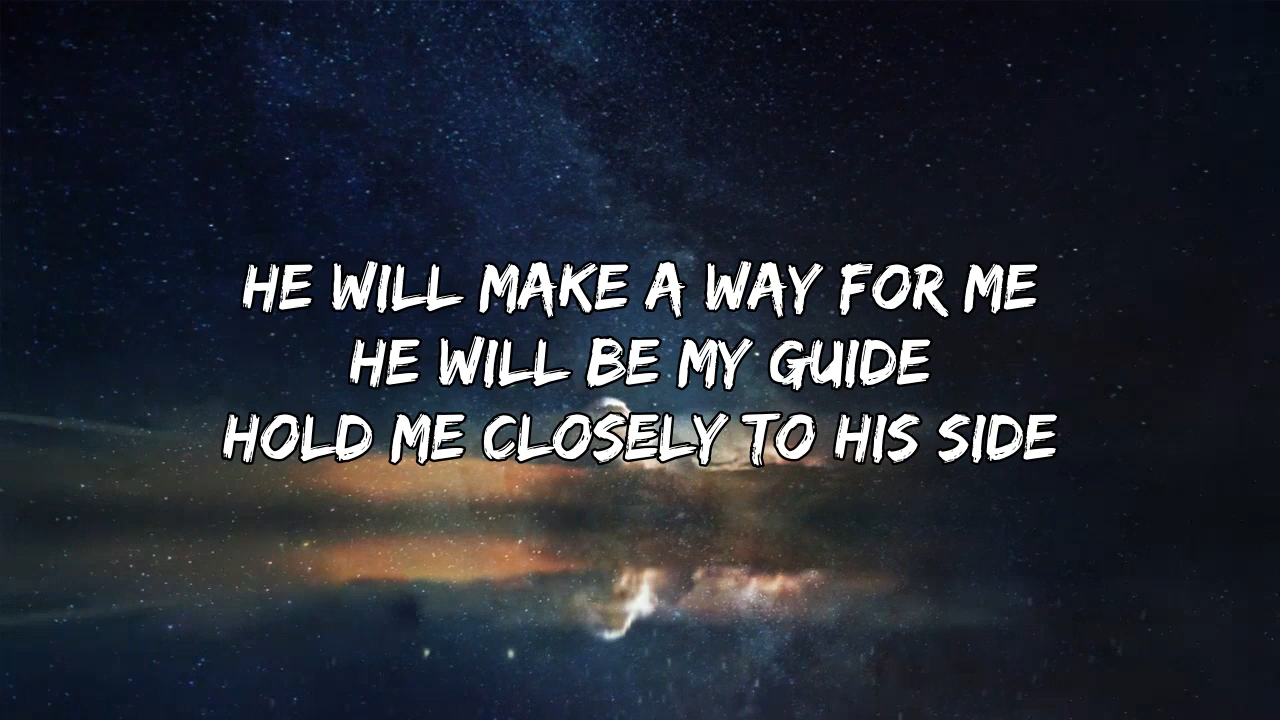 HE WILL MAKE A WAY FOR ME
HE WILL BE MY GUIDE
HOLD ME CLOSELY TO HIS SIDE